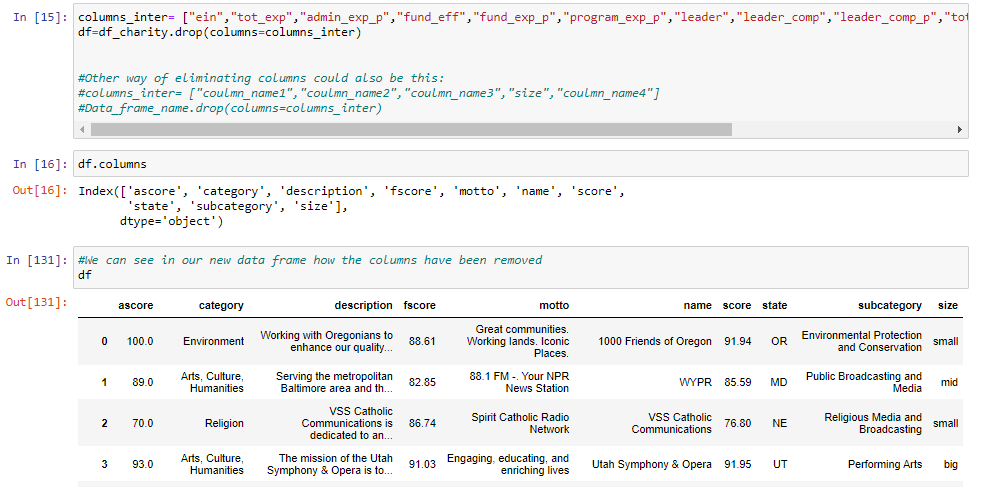 In [15]: columns_inter= ["ein","tot_exp","admin_exp_p","fund_eff","fund_exp_p","program_exp_p","leader","leader_comp","leader_comp_p","tot
df=df_charity.drop(columns=columns_inter)
#Other way of eliminating columns could also be this:
#columns_inter= ["coulmn_name1","coulmn_name2","coulmn_name3","size","coulmn_name4"]
#Data_frame_name.drop(columns=columns_inter)
In [16]: df.columns
Out[16]: Index(['ascore', 'category', 'description', 'fscore', 'motto', 'name', 'score',
'state', 'subcategory', 'size'],
dtype='object')
In [131]: #We can see in our new data frame how the columns have been removed
df
Out[131]:
ascore category description fscore motto name score state subcategory size
0 100.0 Environment Working with Oregonians to enhance our quality... 88.61 Great communities. Working lands. Iconic Places. 1000 Friends of Oregon 91.94 OR Environmental Protection and Conservation small
1 89.0 Arts, Culture, Humanities Serving the metropolitan Baltimore area and th... 82.85 88.1 FM -. Your NPR News Station WYPR 85.59 MD Public Broadcasting and Media mid
2 70.0 Religion VSS Catholic Communications is dedicated to an... 86.74 Spirit Catholic Radio Network VSS Catholic Communications 76.80 NE Religious Media and Broadcasting small
3 93.0 Arts, Culture, Humanities The mission of the Utah Symphony & Opera is to... 91.03 Engaging, educating, and enriching lives Utah Symphony & Opera 91.95 UT Performing Arts big